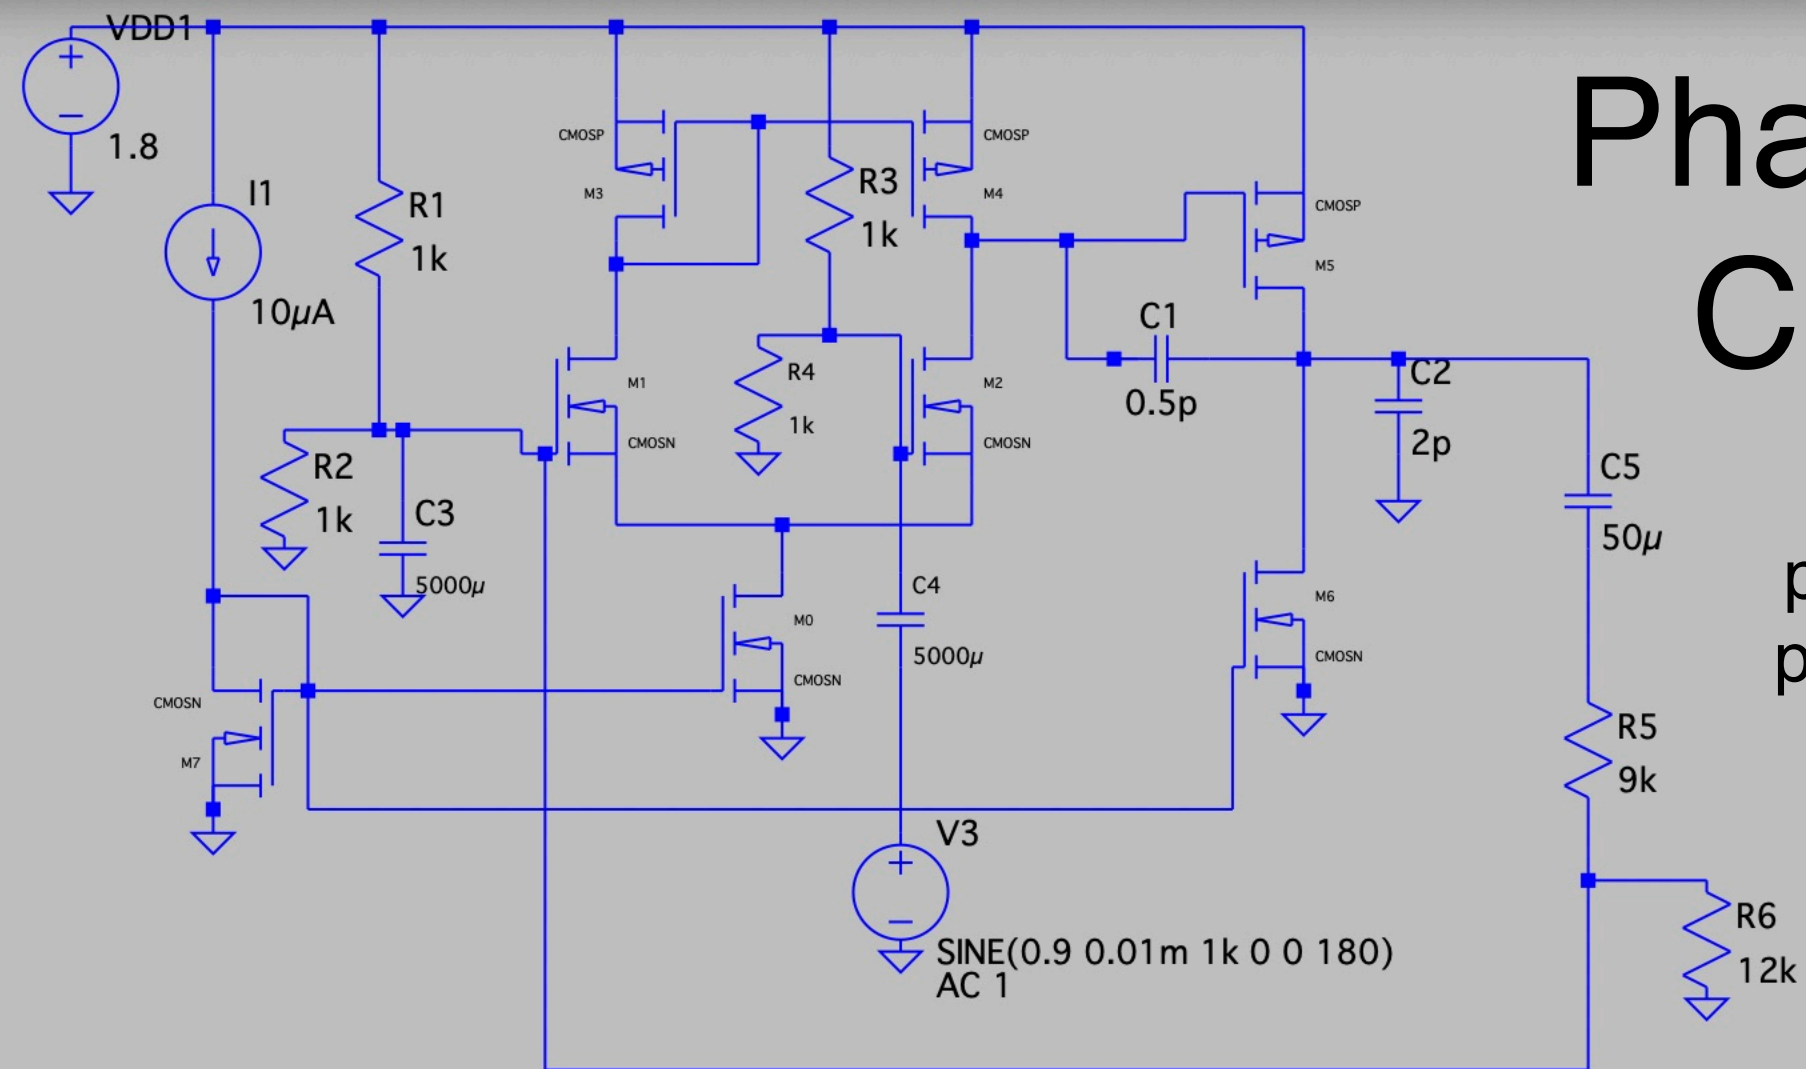 VDD1
1.8
I1
10µA
R1
1k
CMOSP
M3
R3
1k
CMOSP
M4
CMOSP
M5
C1
0.5p
C2
2p
C5
50µ
R2
1k
C3
5000µ
M1
CMOSN
R4
1k
M2
CMOSN
C4
5000µ
M0
CMOSN
M6
CMOSN
CMOSN
M7
R5
9k
V3
SINE(0.9 0.01m 1k 0 0 180)
AC 1
R6
12k
Pha
C
p
p